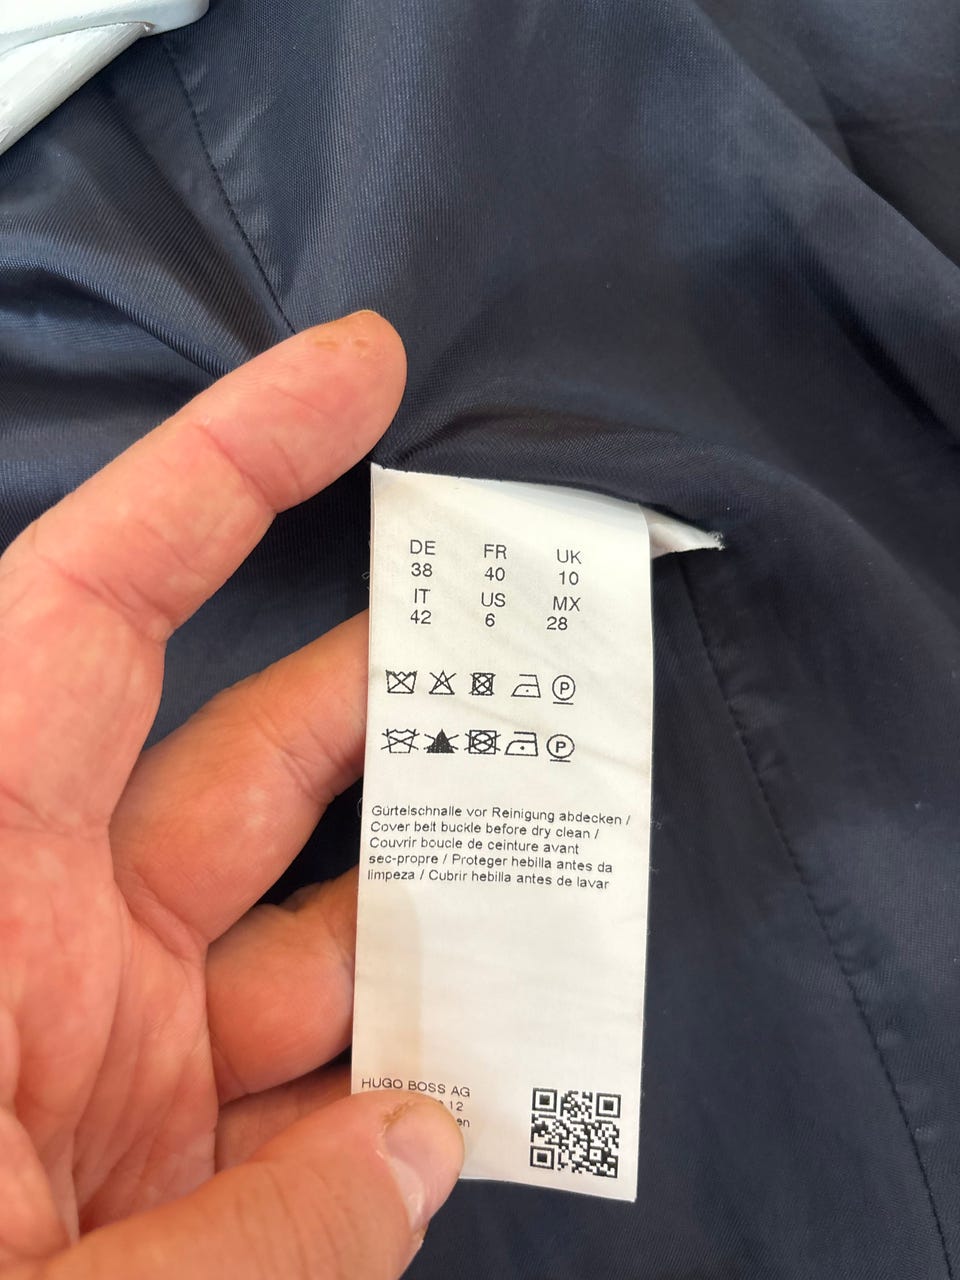 DE FR UK
38 40 10
IT US MX
42 6 28
P
P
Gürtelschnalle vor Reinigung abdecken /
Cover belt buckle before dry clean /
Couvrir boucle de ceinture avant
sec-propre / Proteger hebilla antes da
limpeza / Cubrir hebilla antes de lavar
HUGO BOSS AG
12